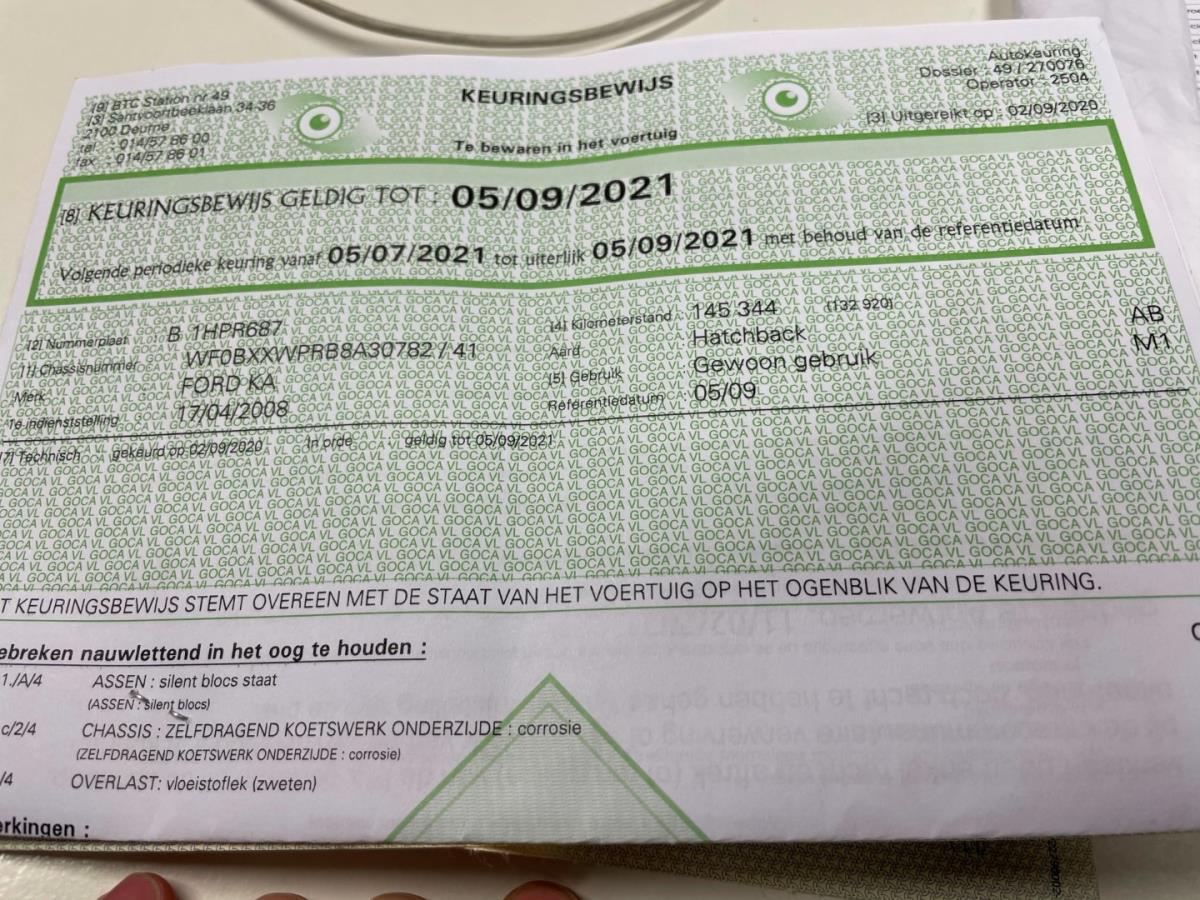 [9] BTC Station nr 49
[3] Santvoortbeeklaan 34-36
2100 Deurne
tel : 014/57 86 00
fax : 014/57 86 01
KEURINGSBEWIJS
Te bewaren in het voertuig
Autokeuring
Dossier : 49 / 270076
Operator : 2504
[3] Uitgereikt op : 02/09/2020
[8] KEURINGSBEWIJS GELDIG TOT : 05/09/2021
Volgende periodieke keuring vanaf 05/07/2021 tot uiterlijk 05/09/2021 met behoud van de referentiedatum
[2] Nummerplaat B 1HPR687
[1] Chassisnummer WF0BXXWPRB8A30782 / 41
Merk FORD KA
1e indienststelling 17/04/2008
[4] Kilometerstand : 145 344 (132 920)
Aard : Hatchback AB
[5] Gebruik : Gewoon gebruik M1
Referentiedatum : 05/09
[7] Technisch gekeurd op 02/09/2020 In orde : geldig tot 05/09/2021
T KEURINGSBEWIJS STEMT OVEREEN MET DE STAAT VAN HET VOERTUIG OP HET OGENBLIK VAN DE KEURING.
ebreken nauwlettend in het oog te houden :
1./A/4 ASSEN : silent blocs staat
(ASSEN : silent blocs)
c/2/4 CHASSIS : ZELFDRAGEND KOETSWERK ONDERZIJDE : corrosie
(ZELFDRAGEND KOETSWERK ONDERZIJDE : corrosie)
/4 OVERLAST: vloeistoflek (zweten)
erkingen :